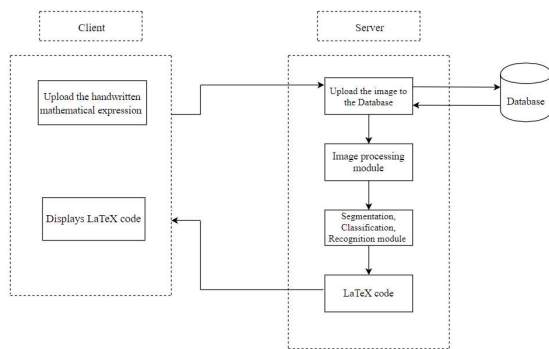 Client
Server
Upload the handwritten
mathematical expression
Upload the image to
the Database
Database
Image processing
module
Displays LaTeX code
Segmentation,
Classification,
Recognition module
LaTeX code